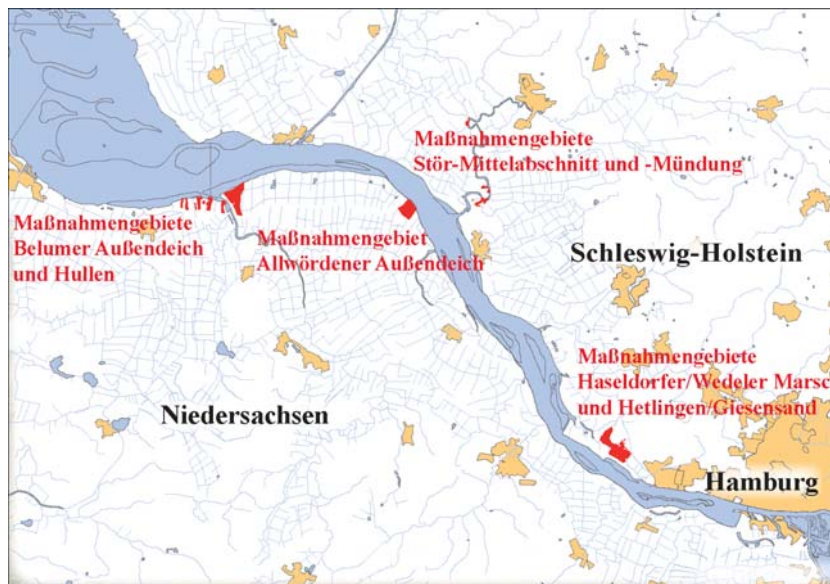 Maßnahmengebiete
Stör-Mittelabschnitt und -Mündung
Maßnahmengebiete
Belumer Außendeich
und Hullen
Maßnahmengebiet
Allwördener Außendeich
Schleswig-Holstein
Maßnahmengebiete
Haseldorfer/Wedeler Marsc
und Hetlingen/Giesensand
Niedersachsen
Hamburg